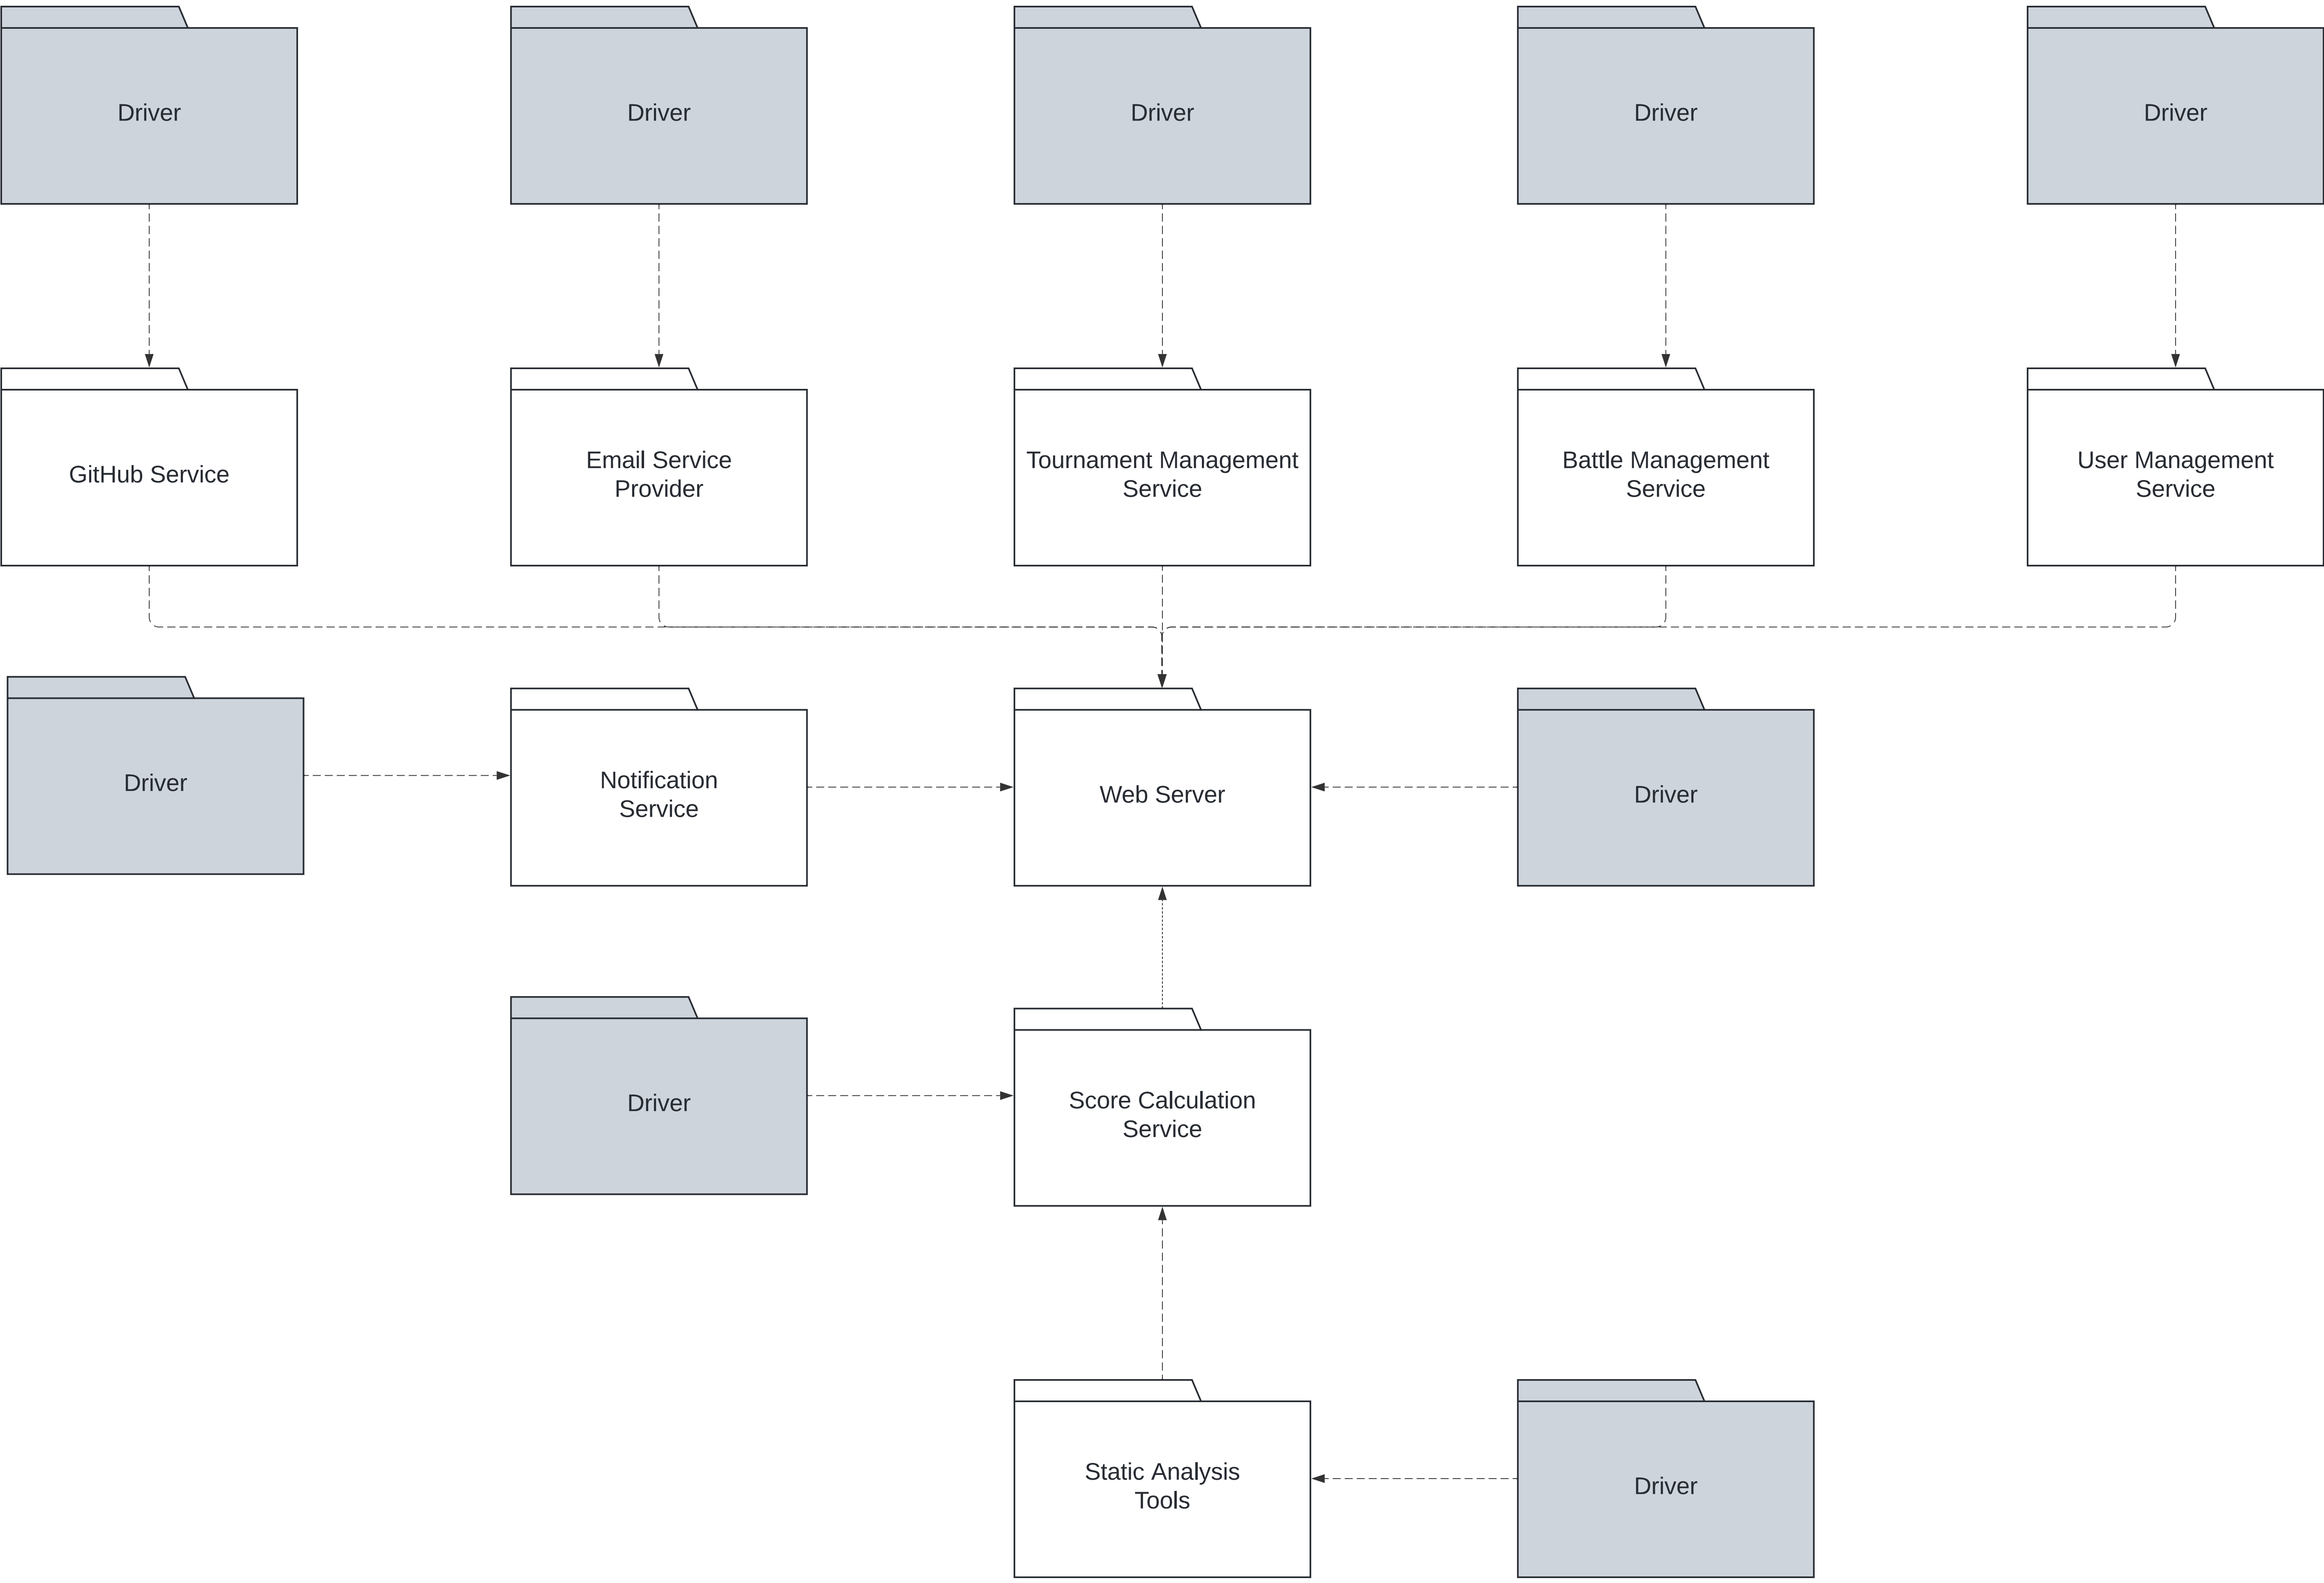 Driver
Driver
Driver
Driver
Driver
GitHub Service
Email Service
Provider
Tournament Management
Service
Battle Management
Service
User Management
Service
Driver
Notification
Service
Web Server
Driver
Driver
Score Calculation
Service
Static Analysis
Tools
Driver